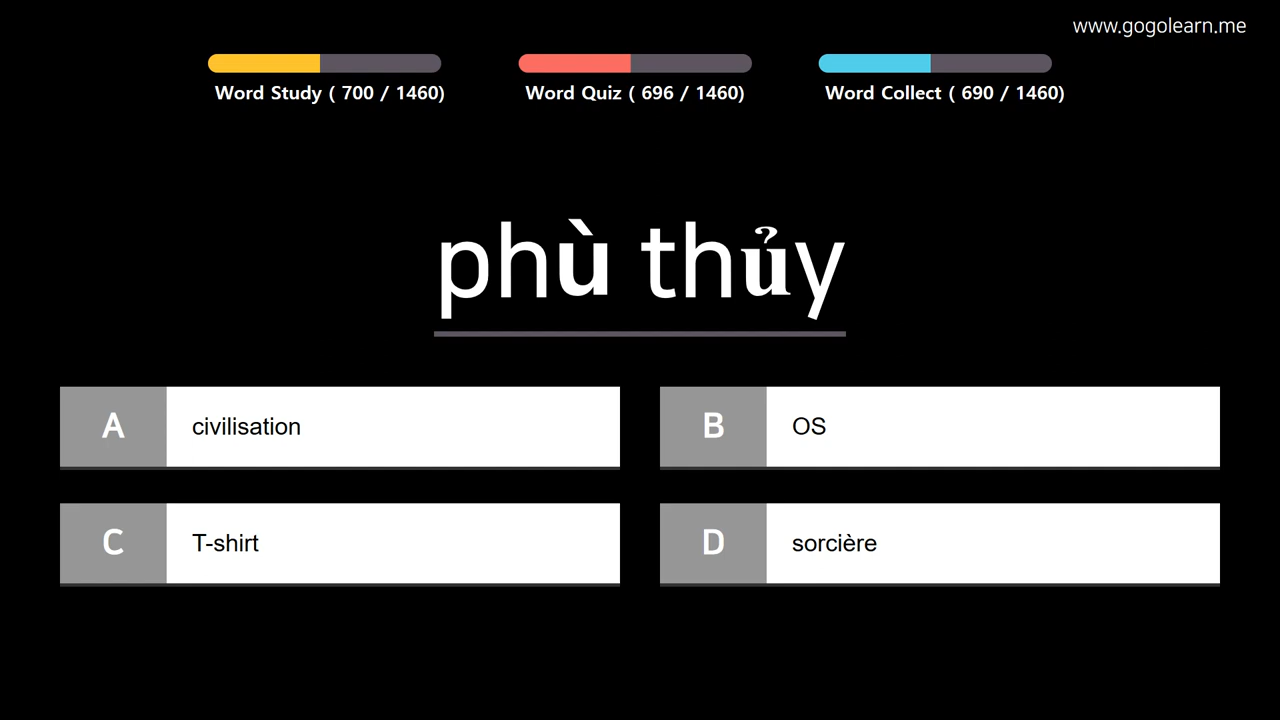 www.gogolearn.me
Word Study ( 700 / 1460)
Word Quiz ( 696 / 1460)
Word Collect ( 690 / 1460)
phù thủy
A civilisation
B OS
C T-shirt
D sorcière